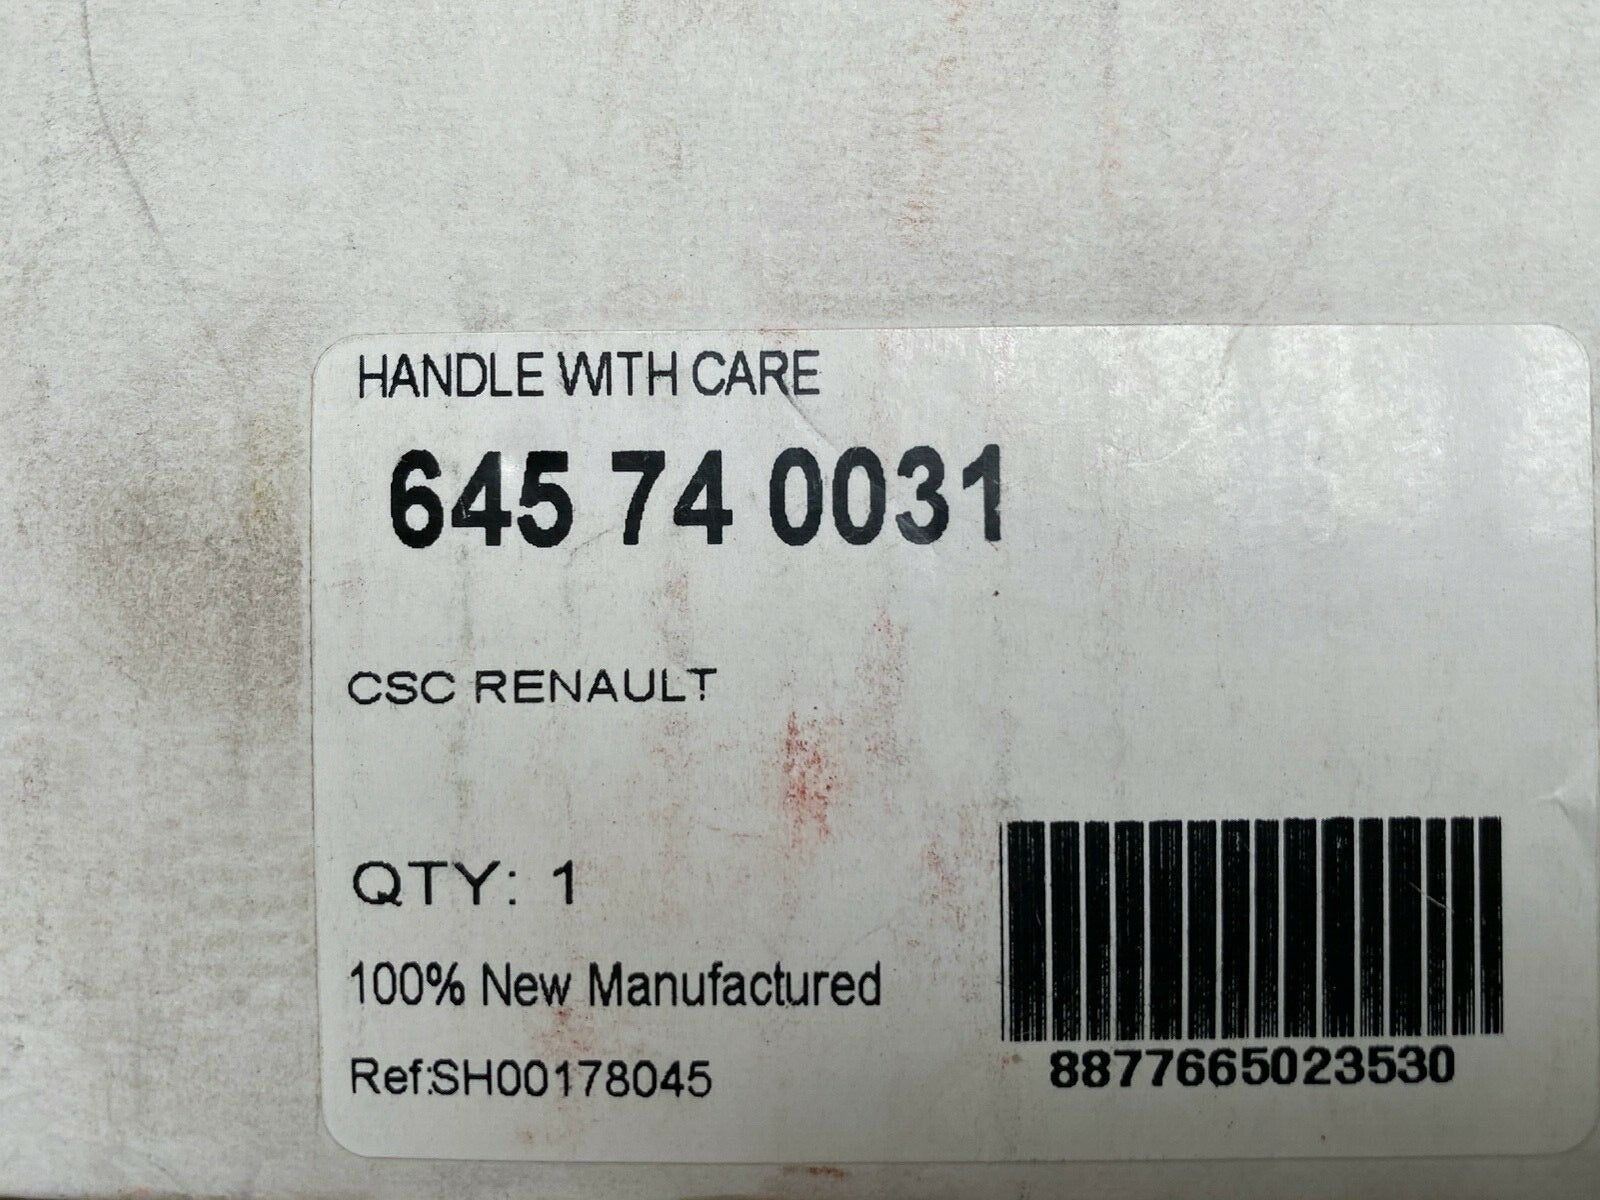 HANDLE WITH CARE
645 74 0031
CSC RENAULT
QTY: 1
100% New Manufactured
Ref:SH00178045
8877665023530